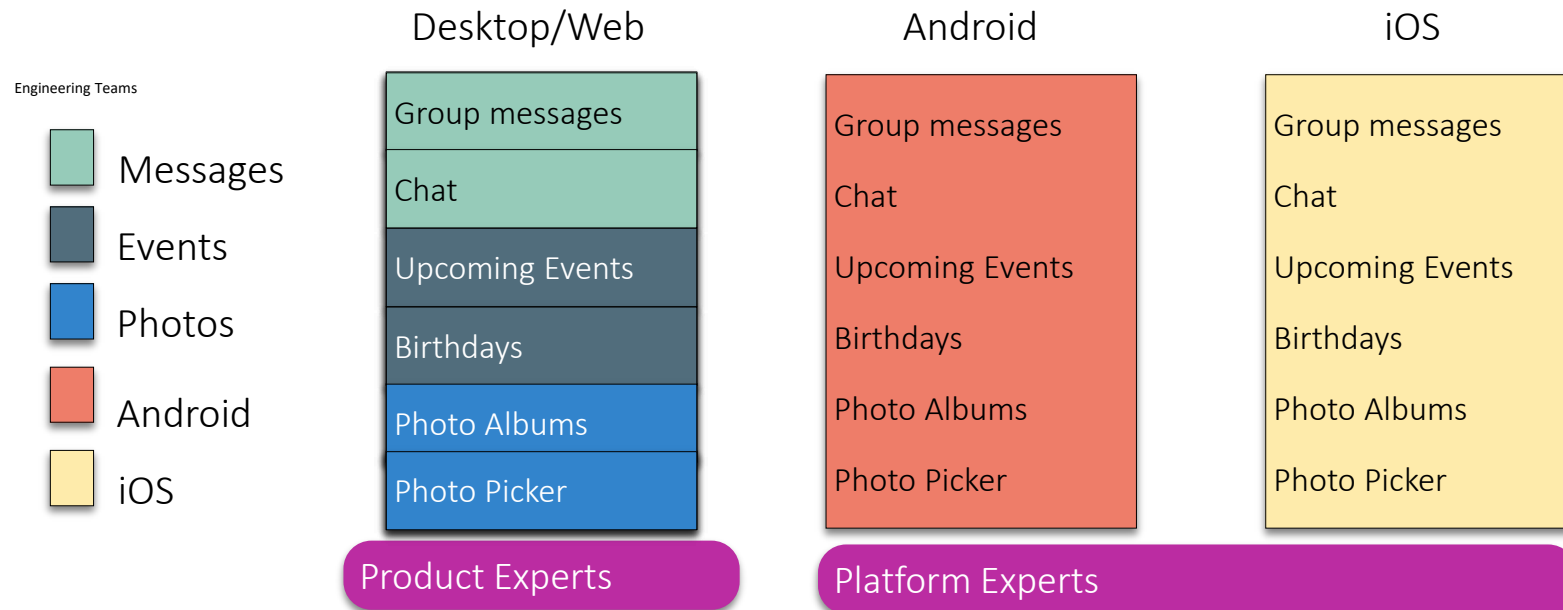 Desktop/Web
Android
iOS
Engineering Teams
Messages
Events
Photos
Android
iOS
Group messages
Chat
Upcoming Events
Birthdays
Photo Albums
Photo Picker
Group messages
Chat
Upcoming Events
Birthdays
Photo Albums
Photo Picker
Group messages
Chat
Upcoming Events
Birthdays
Photo Albums
Photo Picker
Product Experts
Platform Experts